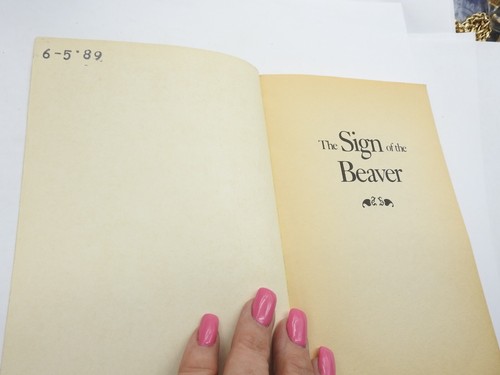 6-5'89
The Sign of the
Beaver